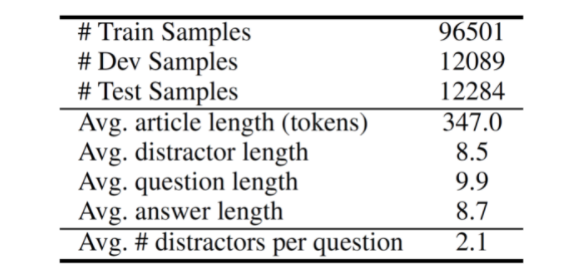 # Train Samples 96501
# Dev Samples 12089
# Test Samples 12284
Avg. article length (tokens) 347.0
Avg. distractor length 8.5
Avg. question length 9.9
Avg. answer length 8.7
Avg. # distractors per question 2.1